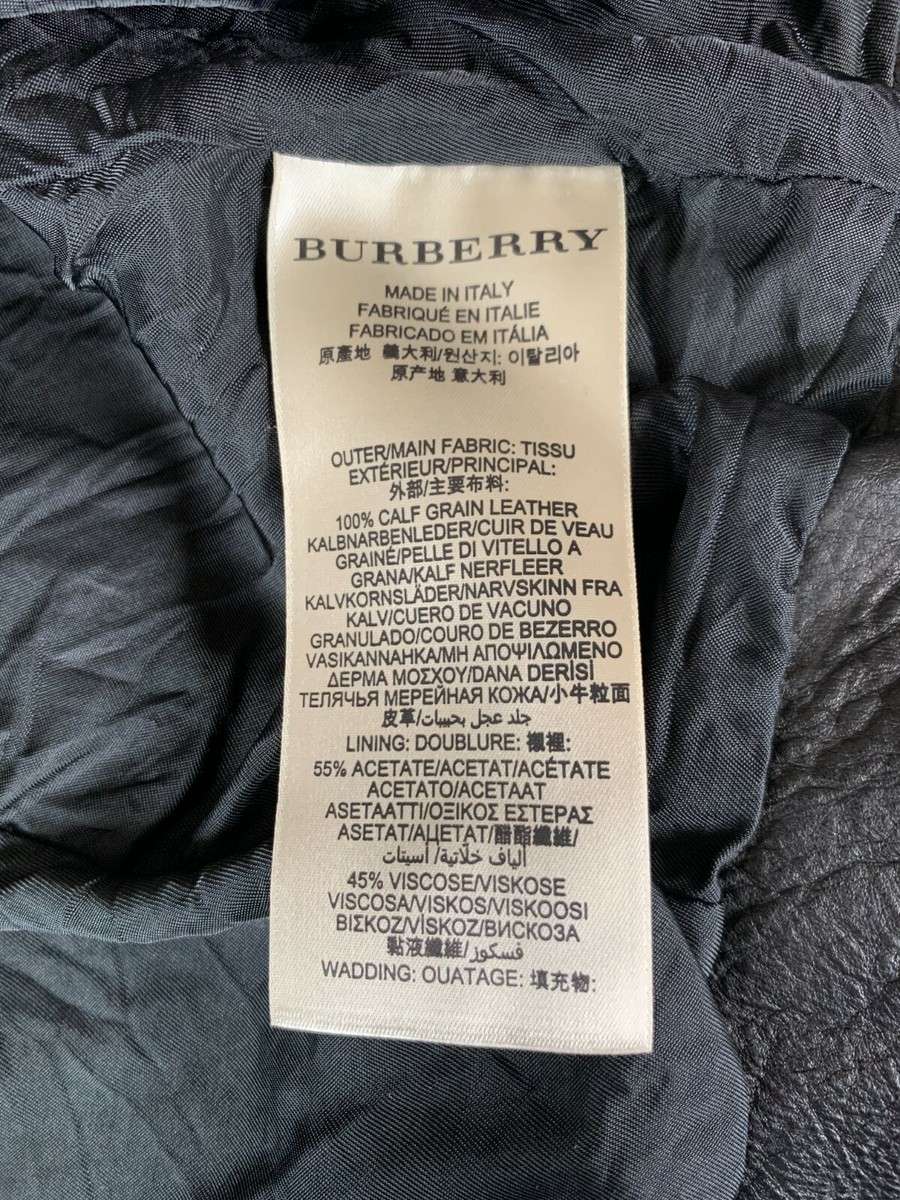 BURBERRY
MADE IN ITALY
FABRIQUÉ EN ITALIE
FABRICADO EM ITÁLIA
原產地 義大利/원산지: 이탈리아
原产地 意大利
OUTER/MAIN FABRIC: TISSU
EXTÉRIEUR/PRINCIPAL:
外部/主要布料:
100% CALF GRAIN LEATHER
KALBNARBENLEDER/CUIR DE VEAU
GRAINÉ/PELLE DI VITELLO A
GRANA/KALF NERFLEER
KALVKORNSLÄDER/NARVSKINN FRA
KALV/CUERO DE VACUNO
GRANULADO/COURO DE BEZERRO
VASIKANNAHKA/ΜΗ ΑΠΟΨΙΛΩΜΕΝΟ
ΔΕΡΜΑ ΜΟΣΧΟΥ/DANA DERİSİ
ТЕЛЯЧЬЯ МЕРЕЙНАЯ КОЖА/小牛粒面
皮革/جلد عجل بحبيبات
LINING: DOUBLURE: 襯裡:
55% ACETATE/ACETAT/ACÉTATE
ACETATO/ACETAAT
ASETAATTI/ΟΞΙΚΟΣ ΕΣΤΕΡΑΣ
ASETAT/АЦЕТАТ/醋酯纖維/
ألياف خلاتية/ أسيتات
45% VISCOSE/VISKOSE
VISCOSA/VISKOS/VISKOOSI
ΒΙΣΚΟΖ/VİSKOZ/ВИСКОЗА
黏液纖維/فسكوز
WADDING: OUATAGE: 填充物: